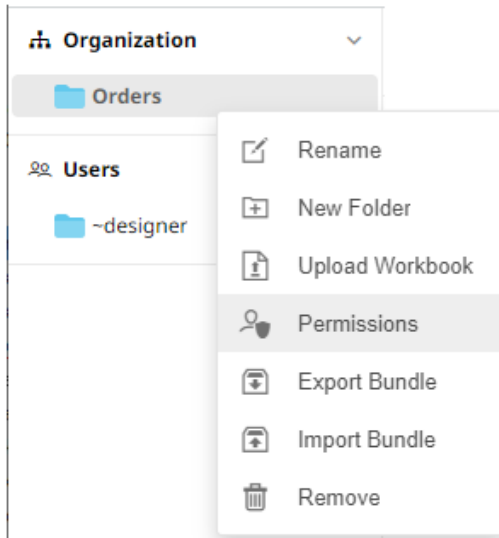 Organization
Orders
Users
~designer
Rename
New Folder
Upload Workbook
Permissions
Export Bundle
Import Bundle
Remove